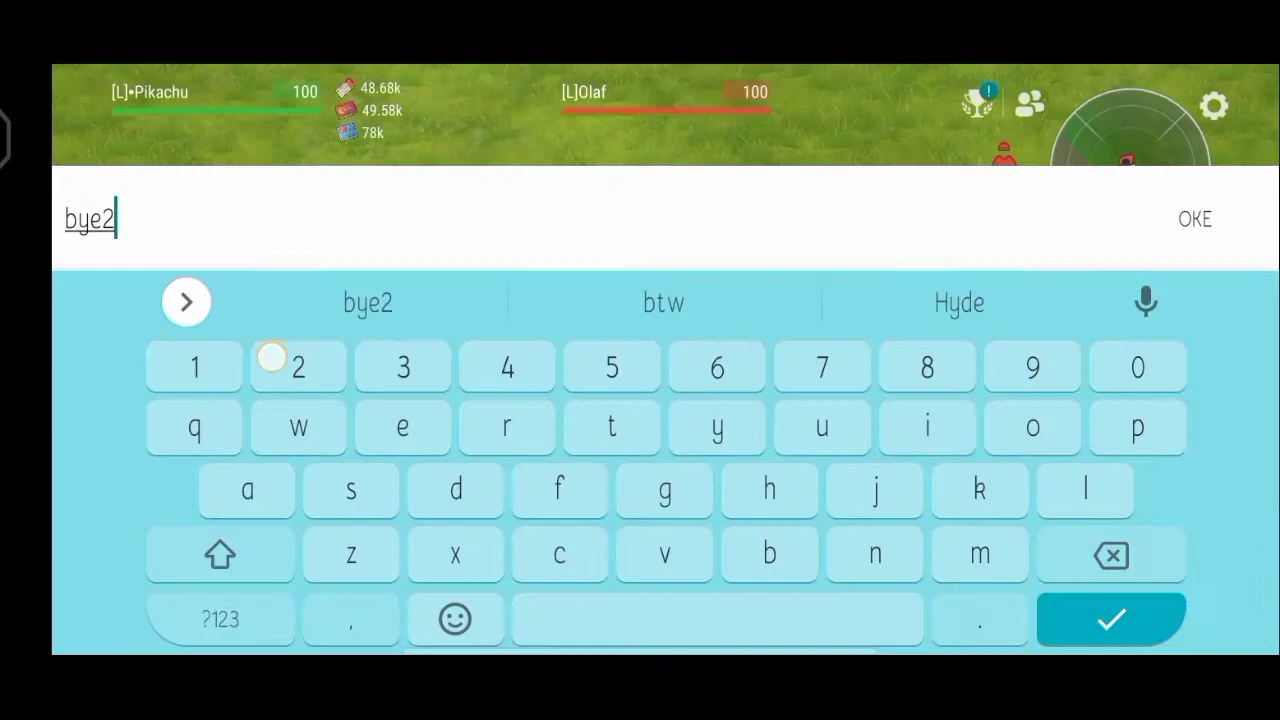 [L]•Pikachu 100 48.68k [L]Olaf 100 !
49.58k
78k
bye2 OKE
bye2 btw Hyde
1 2 3 4 5 6 7 8 9 0
q w e r t y u i o p
a s d f g h j k l
z x c v b n m
?123 , .